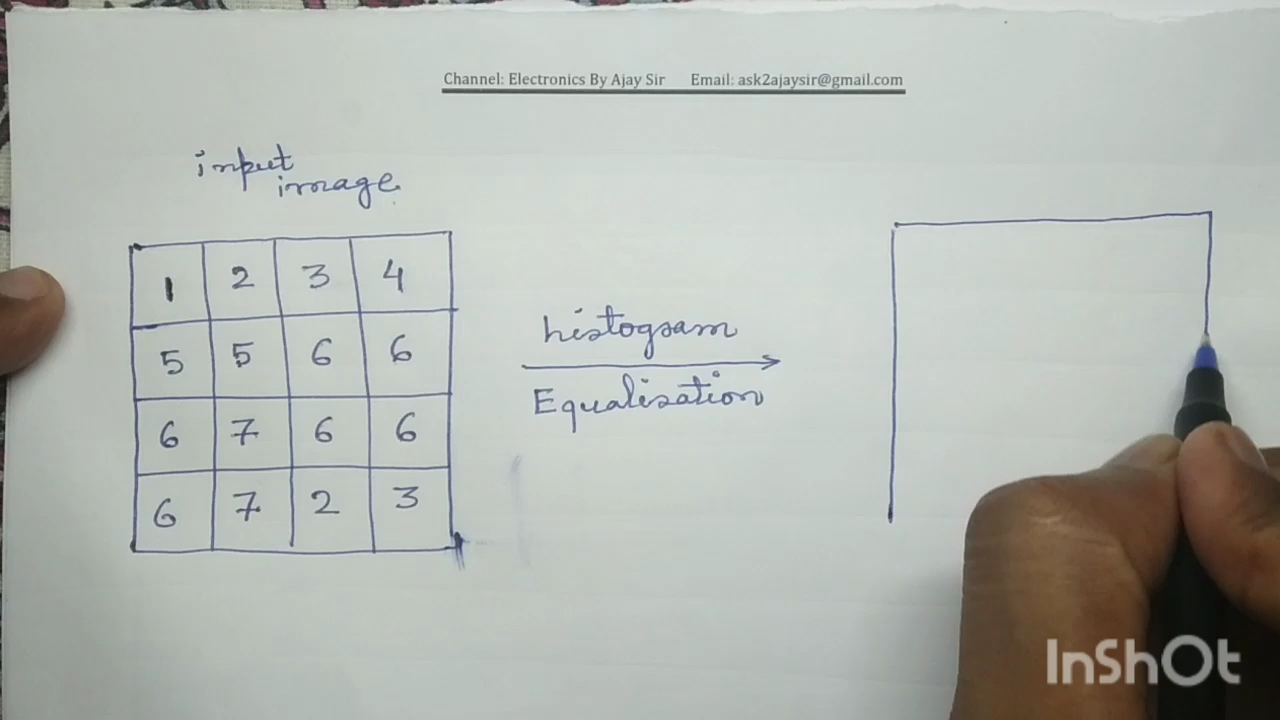 Channel: Electronics By Ajay Sir Email: ask2ajaysir@gmail.com
input
image
1 2 3 4
5 5 6 6
6 7 6 6
6 7 2 3
histogram
Equalisation
InShOt